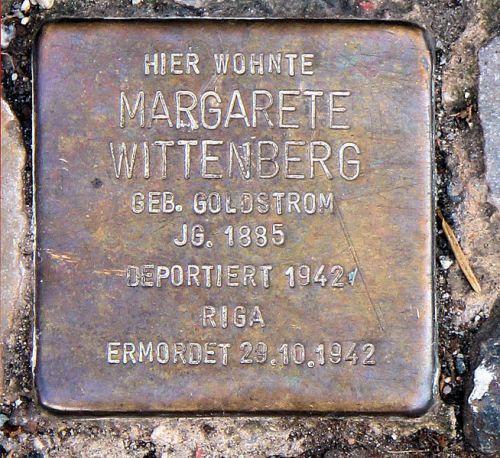 HIER WOHNTE
MARGARETE
WITTENBERG
GEB. GOLDSTROM
JG. 1885
DEPORTIERT 1942
RIGA
ERMORDET 29.10.1942